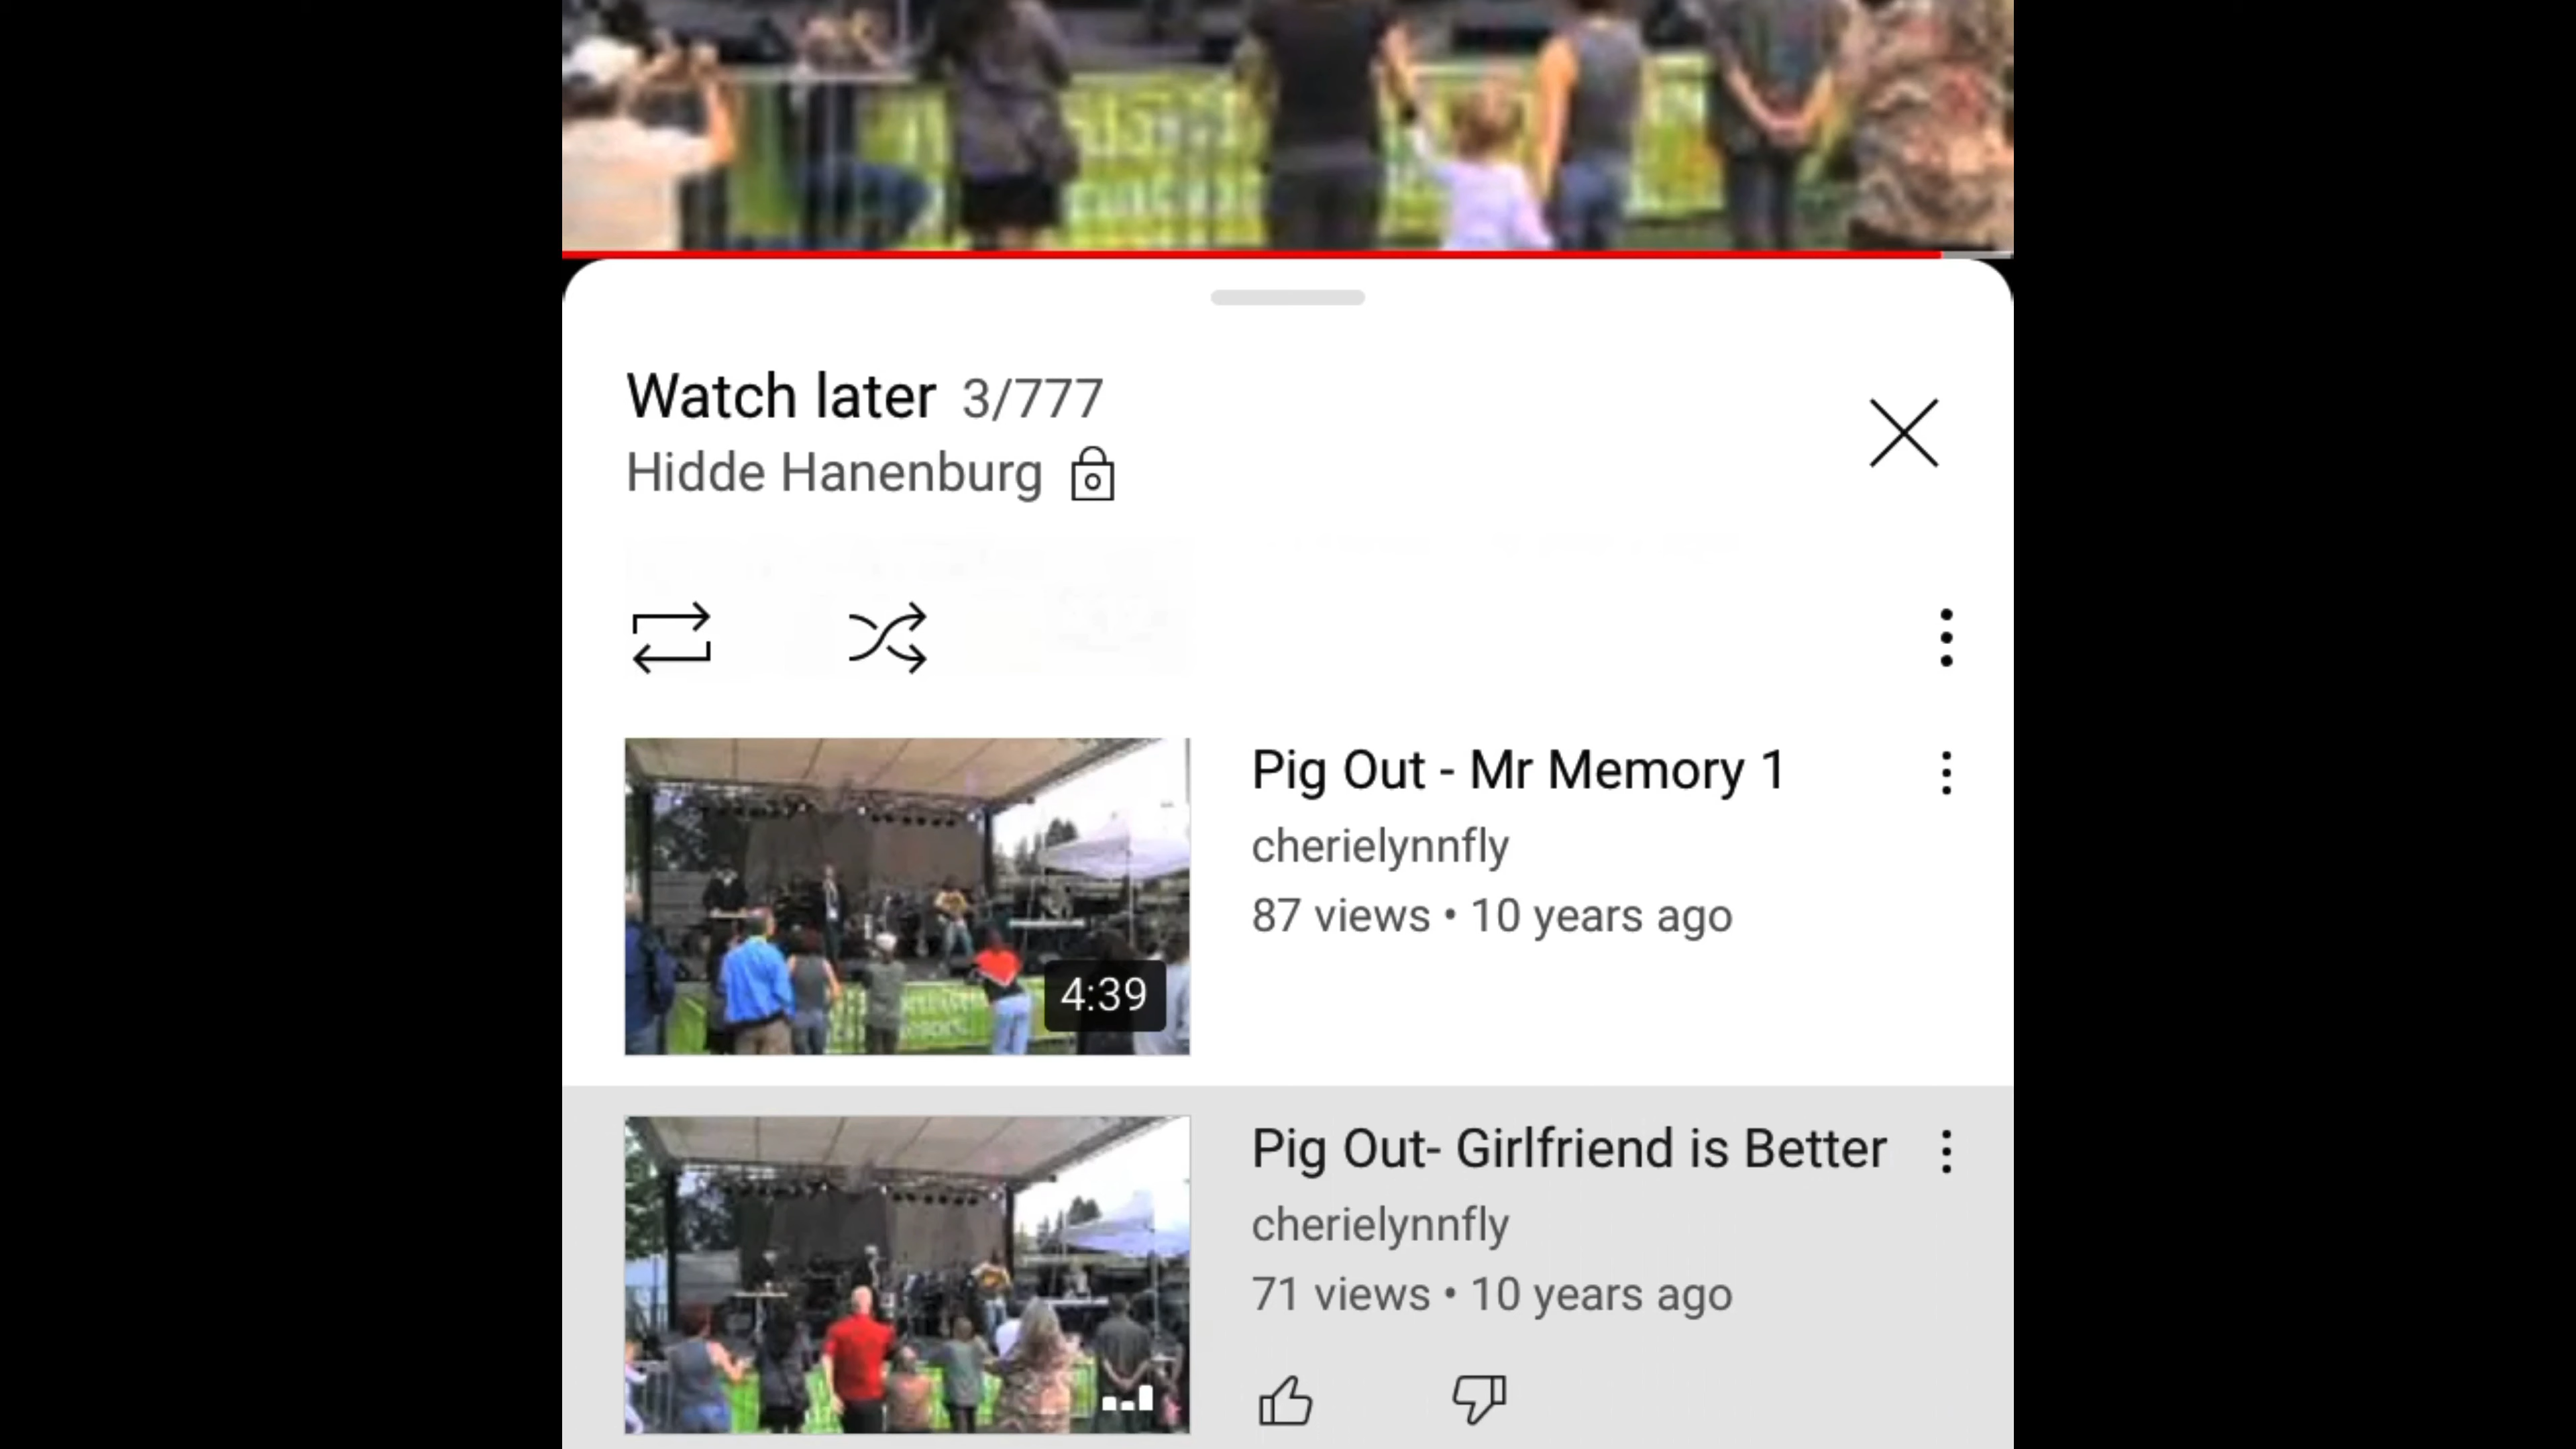 Watch later 3/777
Hidde Hanenburg
Pig Out - Mr Memory 1
cherielynnfly
87 views • 10 years ago
4:39
Pig Out- Girlfriend is Better
cherielynnfly
71 views • 10 years ago